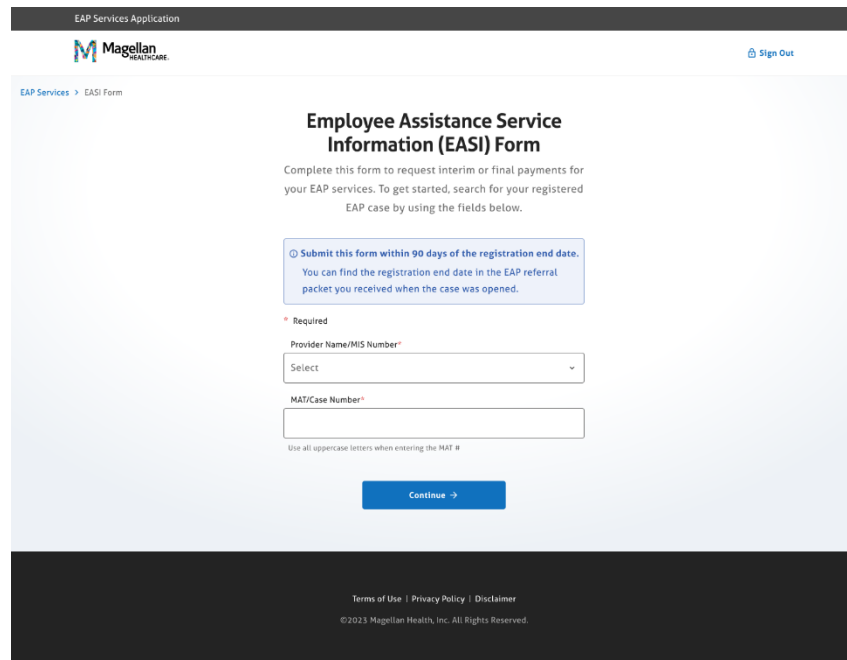 EAP Services Application
Magellan
HEALTHCARE.
Sign Out
EAP Services > EASI Form
Employee Assistance Service
Information (EASI) Form
Complete this form to request interim or final payments for
your EAP services. To get started, search for your registered
EAP case by using the fields below.
Submit this form within 90 days of the registration end date.
You can find the registration end date in the EAP referral
packet you received when the case was opened.
* Required
Provider Name/MIS Number*
Select
MAT/Case Number*
Use all uppercase letters when entering the MAT #
Continue →
Terms of Use | Privacy Policy | Disclaimer
©2023 Magellan Health, Inc. All Rights Reserved.